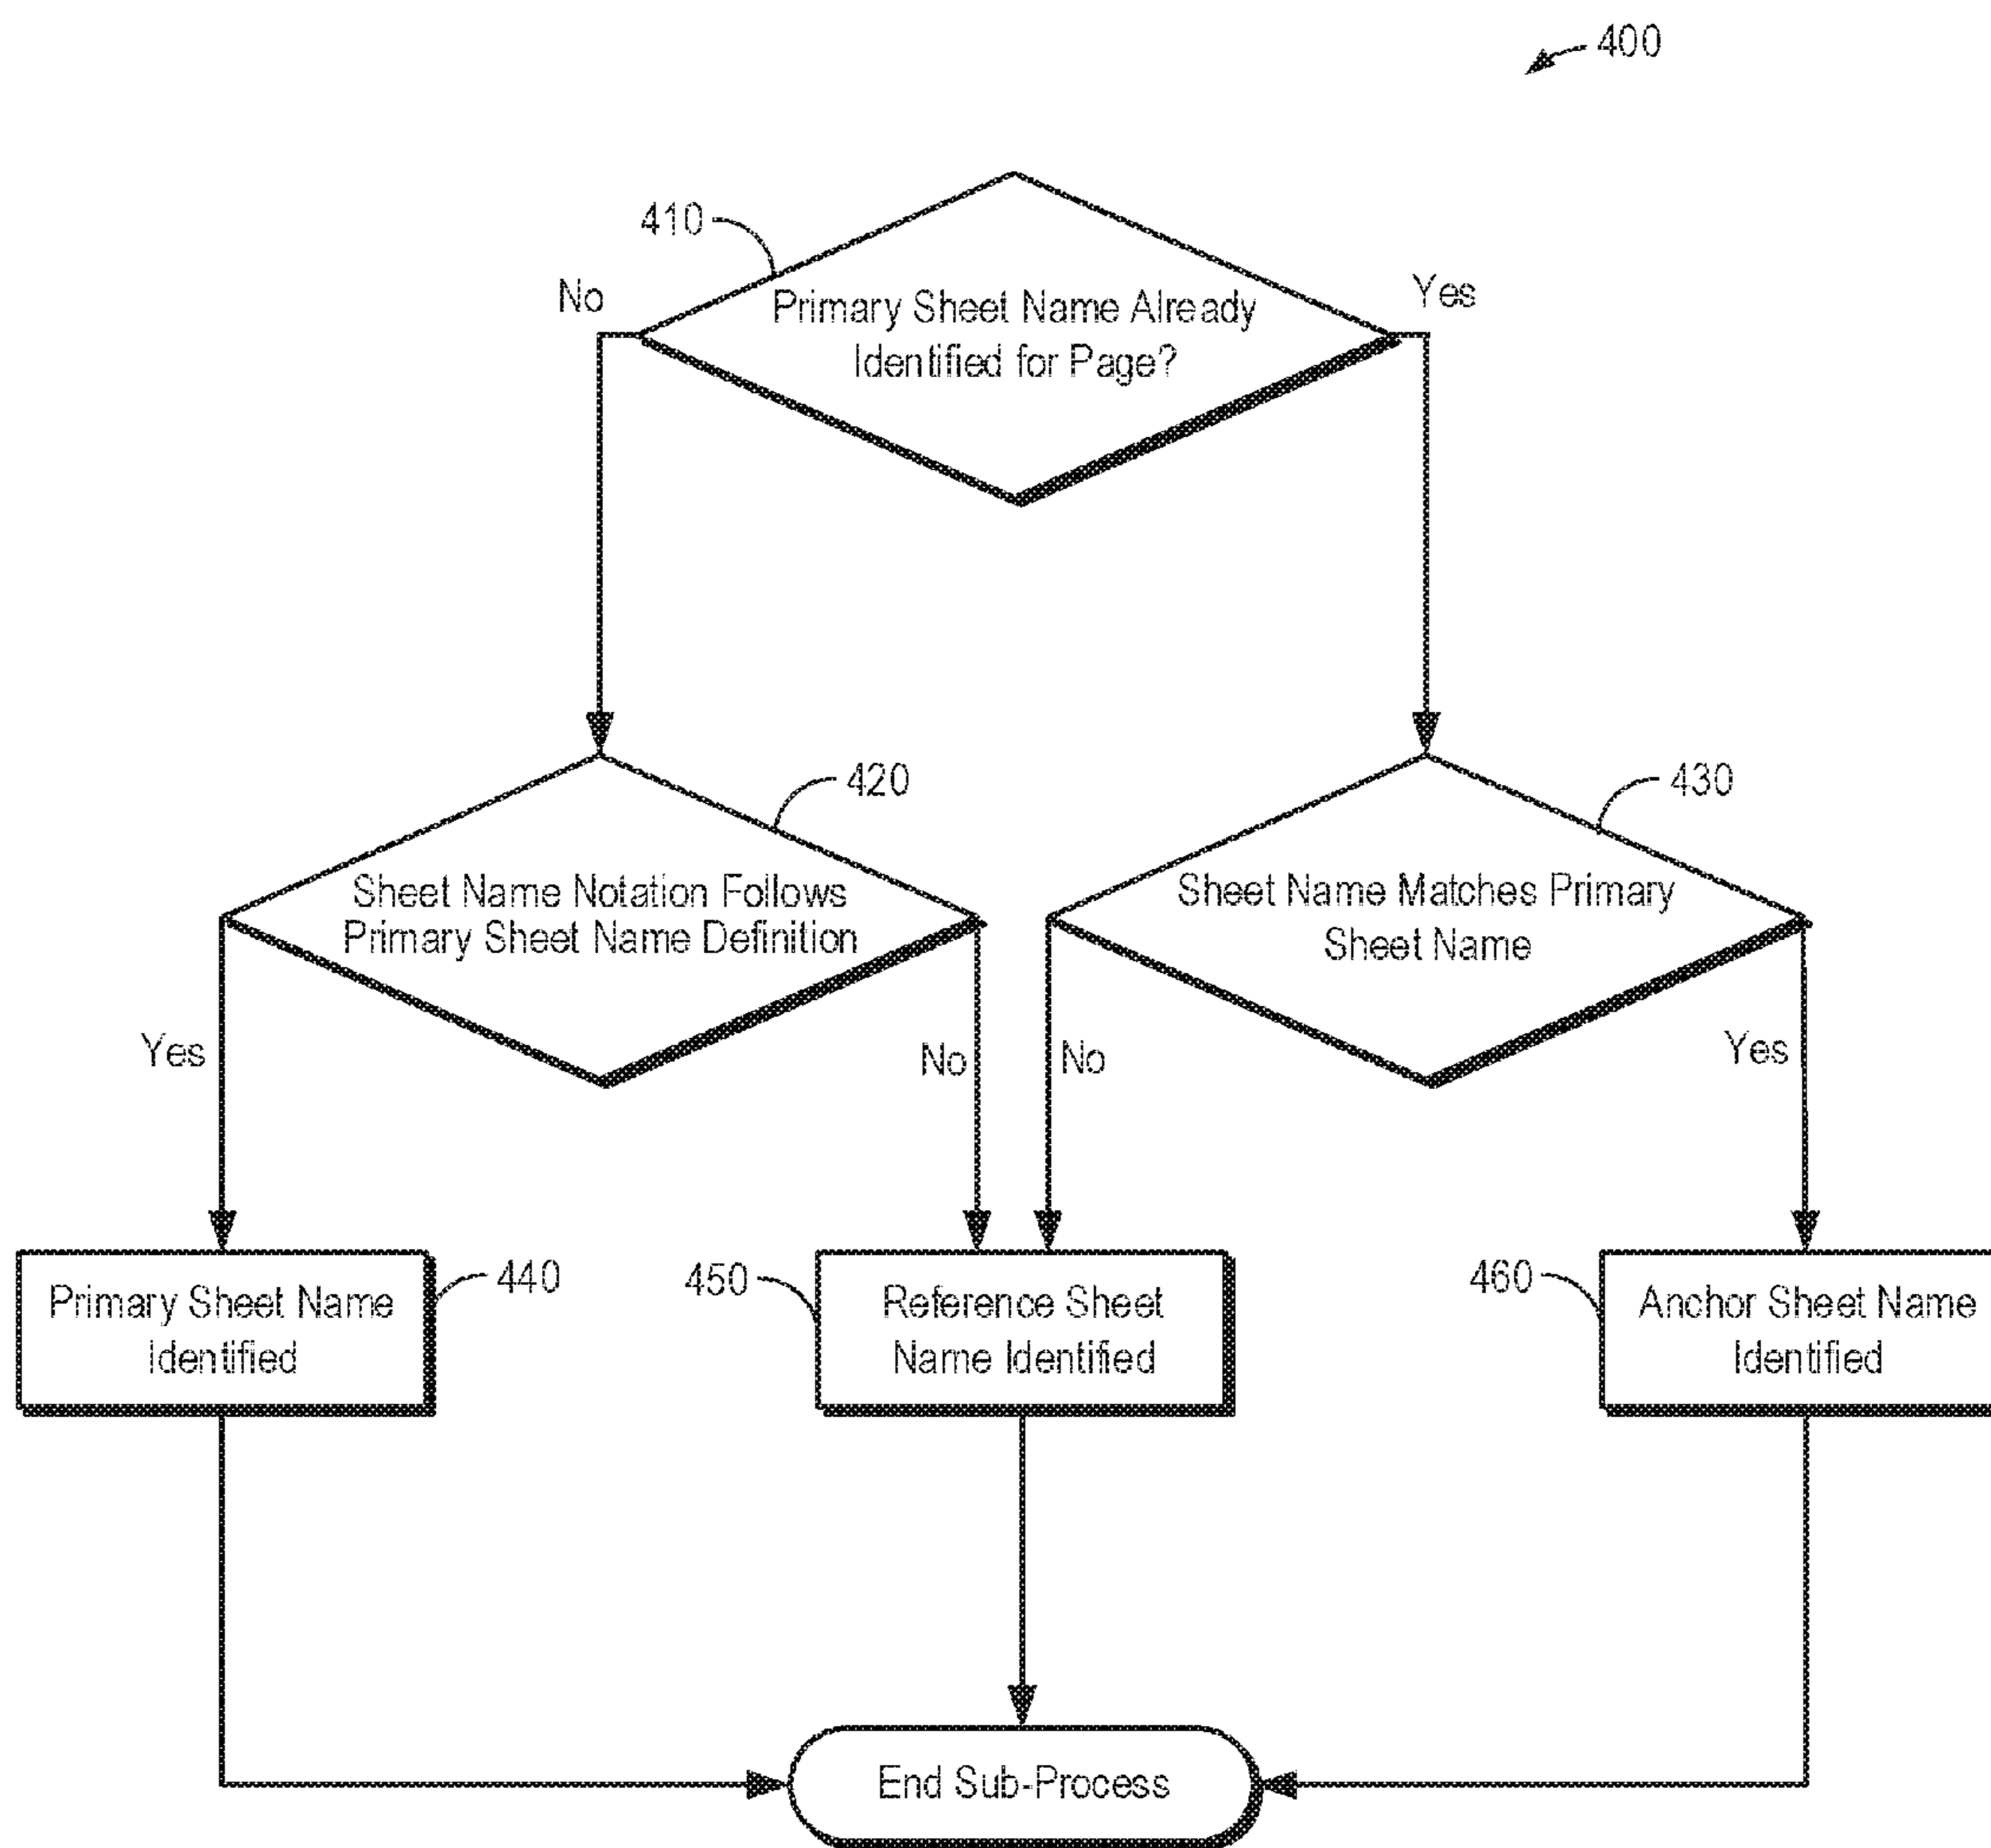 400
410
No
Yes
Primary Sheet Name Already
Identified for Page?
420
430
Sheet Name Notation Follows
Primary Sheet Name Definition
Sheet Name Matches Primary
Sheet Name
Yes
No
No
Yes
Primary Sheet Name
Identified
440
450
Reference Sheet
Name Identified
460
Anchor Sheet Name
Identified
End Sub-Process